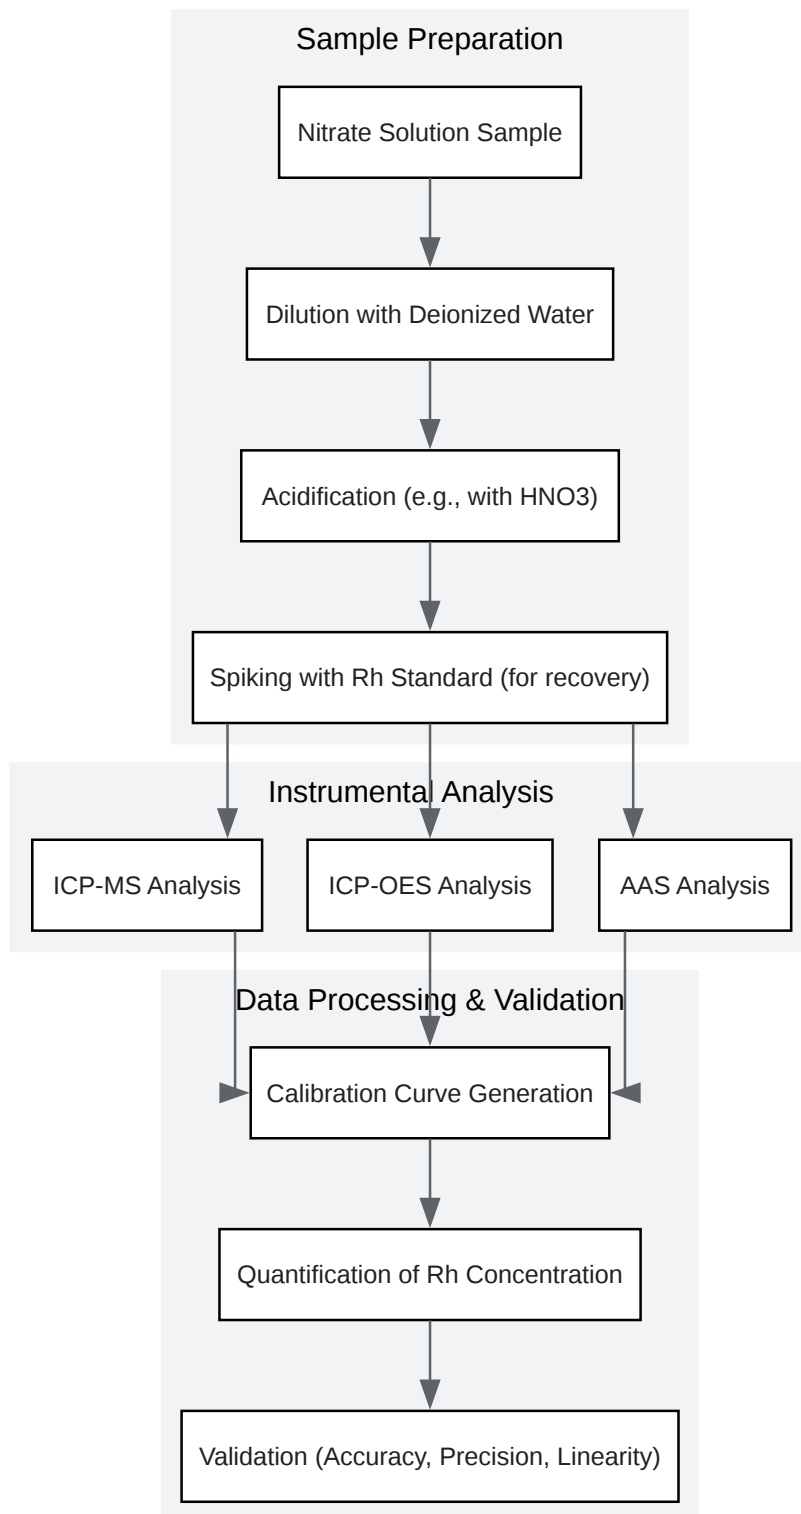 Sample Preparation
Nitrate Solution Sample
Dilution with Deionized Water
Acidification (e.g., with HNO3)
Spiking with Rh Standard (for recovery)
Instrumental Analysis
ICP-MS Analysis
ICP-OES Analysis
AAS Analysis
Data Processing & Validation
Calibration Curve Generation
Quantification of Rh Concentration
Validation (Accuracy, Precision, Linearity)